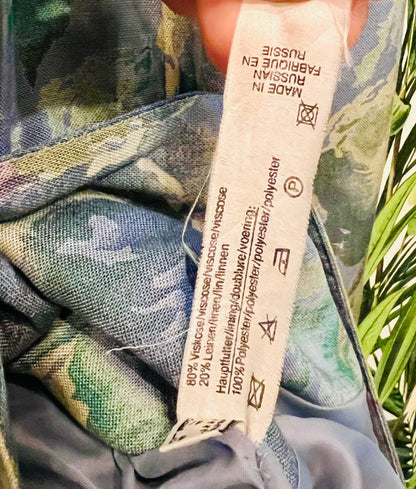 MADE IN
RUSSIAN
FABRIQUE EN
RUSSIE
P
80% Viskose/viscose/viscose/viscose
20% Leinen/linen/lin/linnen
Hauptfutter/lining/doublure/voering:
100%Polyester/polyester/polyester/polyester